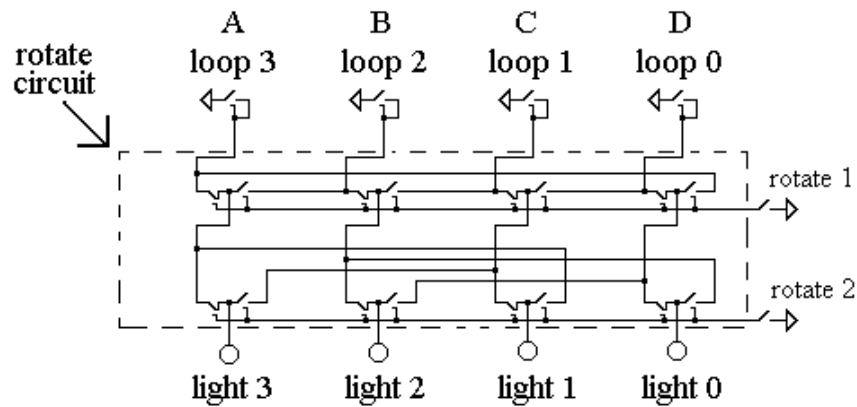 A B C D
rotate circuit
loop 3 loop 2 loop 1 loop 0
rotate 1
rotate 2
light 3 light 2 light 1 light 0